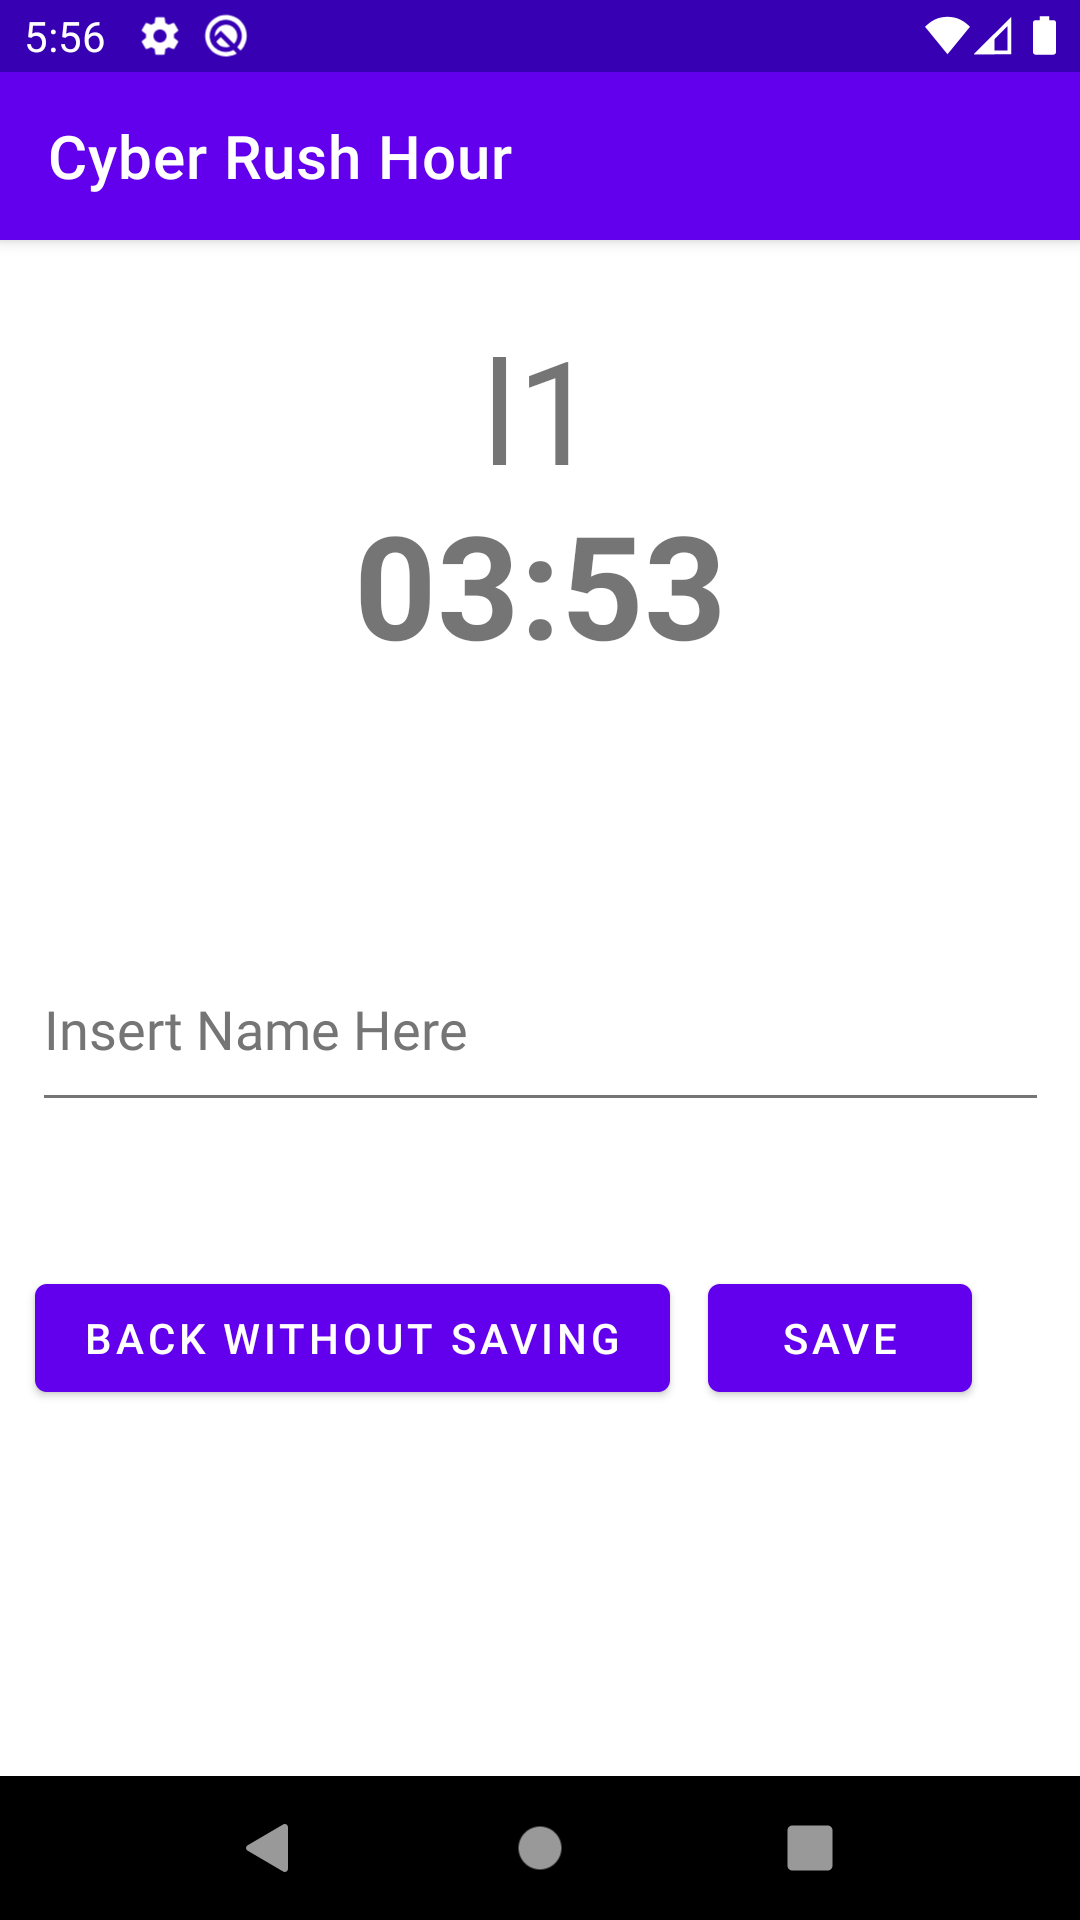 5:56
Cyber Rush Hour
l1
03:53
Insert Name Here
BACK WITHOUT SAVING
SAVE